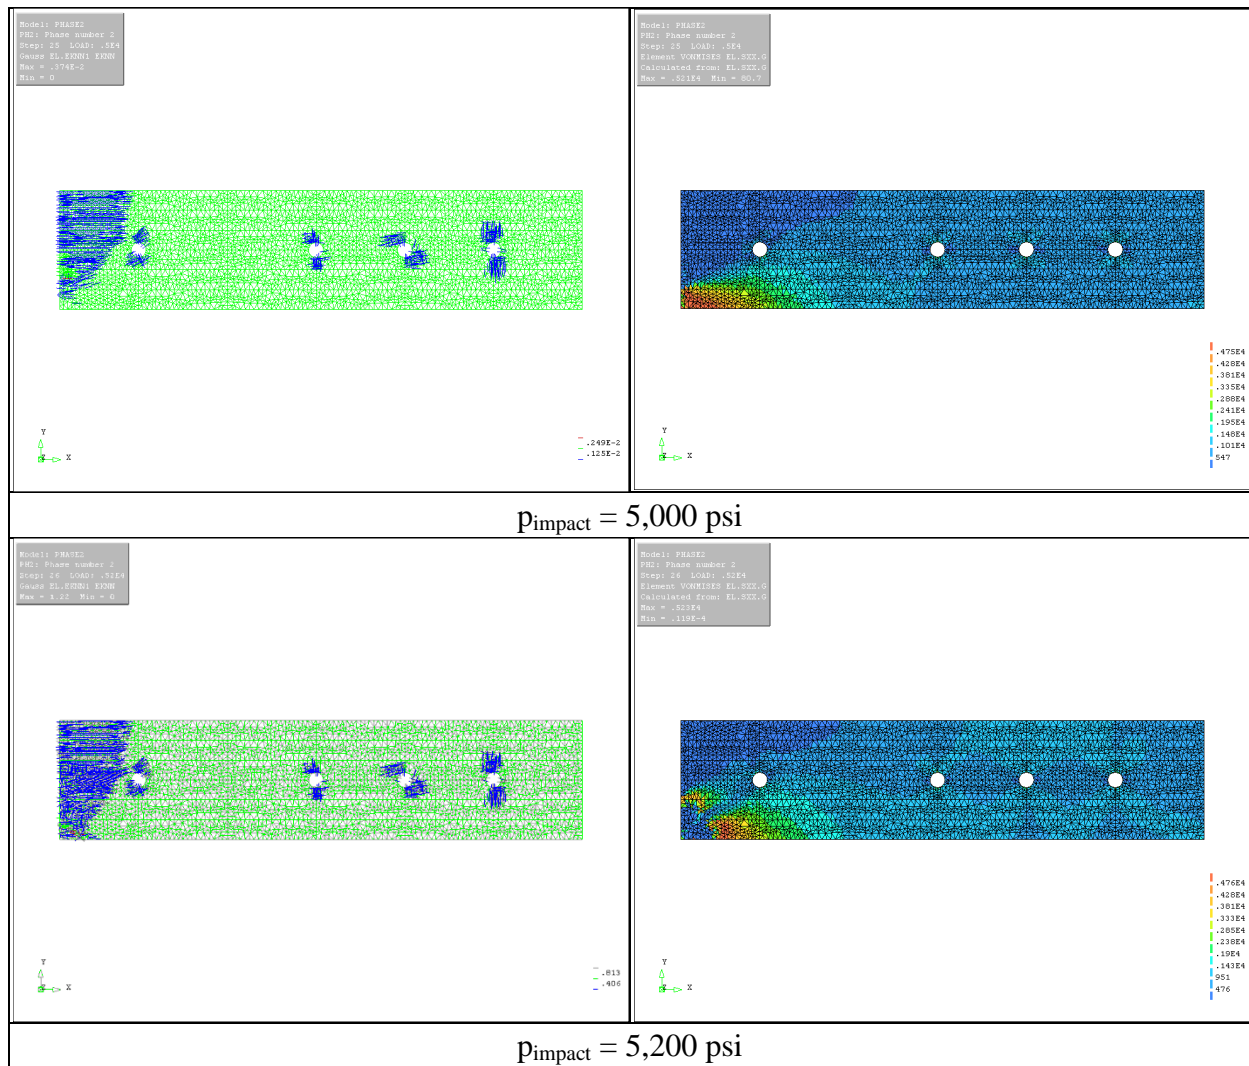 Model: PHASE2
PH2: Phase number 2
Step: 25 LOAD: .5E4
Gauss EL.EKNN1 EKNN
Max = .374E-2
Min = 0
Y
Z X
.249E-2
.125E-2
Model: PHASE2
PH2: Phase number 2
Step: 25 LOAD: .5E4
Element VONMISES EL.SXX.G
Calculated from: EL.SXX.G
Max = .521E4 Min = 80.7
.475E4
.428E4
.381E4
.335E4
.288E4
.241E4
.195E4
.148E4
.101E4
547
Y
Z X
pimpact = 5,000 psi
Model: PHASE2
PH2: Phase number 2
Step: 26 LOAD: .52E4
Gauss EL.EKNN1 EKNN
Max = 1.22 Min = 0
Y
Z X
.813
.406
Model: PHASE2
PH2: Phase number 2
Step: 26 LOAD: .52E4
Element VONMISES EL.SXX.G
Calculated from: EL.SXX.G
Max = .523E4
Min = .119E-4
.476E4
.428E4
.381E4
.333E4
.285E4
.238E4
.19E4
.143E4
951
476
Y
Z X
pimpact = 5,200 psi